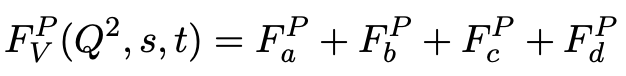 $F_V^P(Q^2, s, t) = F_a^P + F_b^P + F_c^P + F_d^P$